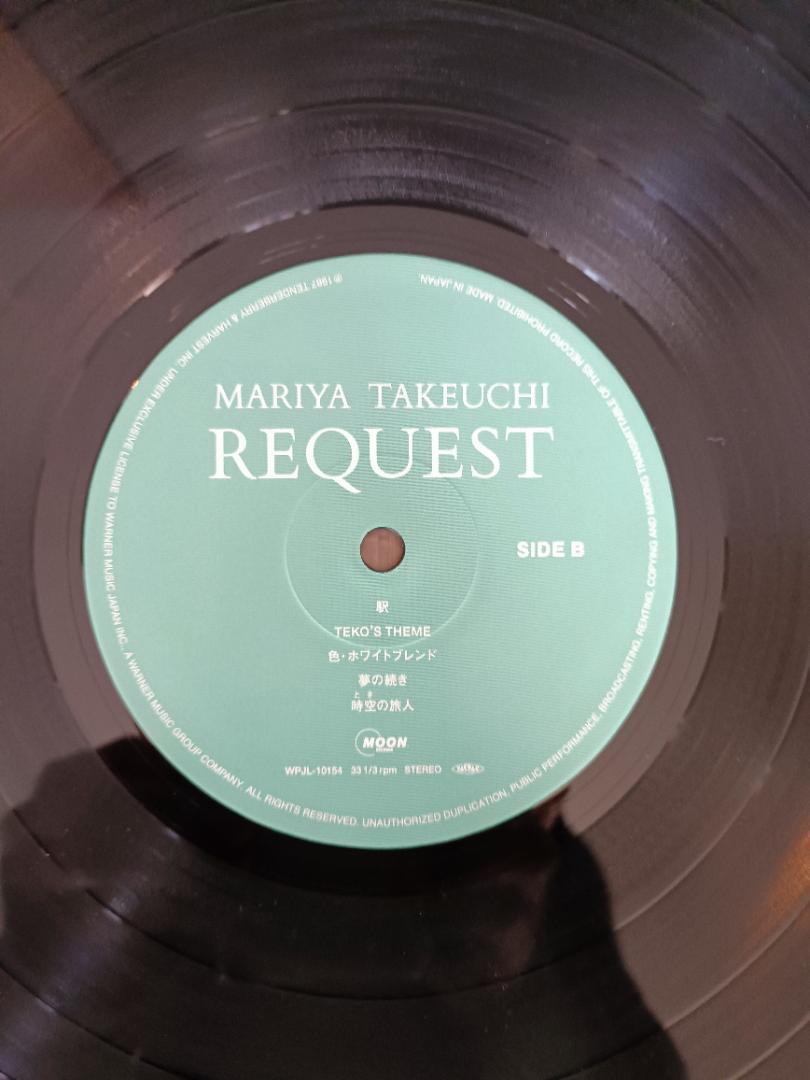 MARIYA TAKEUCHI
REQUEST
SIDE B
駅
TEKO'S THEME
色・ホワイトブレンド
夢の続き
とき
時空の旅人
MOON
RECORDS
WPJL-10154 33 1/3 rpm STEREO
℗1987 TENDERBERRY & HARVEST INC. UNDER EXCLUSIVE LICENSE TO WARNER MUSIC JAPAN INC., A WARNER MUSIC GROUP COMPANY. ALL RIGHTS RESERVED. UNAUTHORIZED DUPLICATION, PUBLIC PERFORMANCE, BROADCASTING, RENTING, COPYING AND MAKING TRANSMITTABLE OF THIS RECORD PROHIBITED. MADE IN JAPAN.